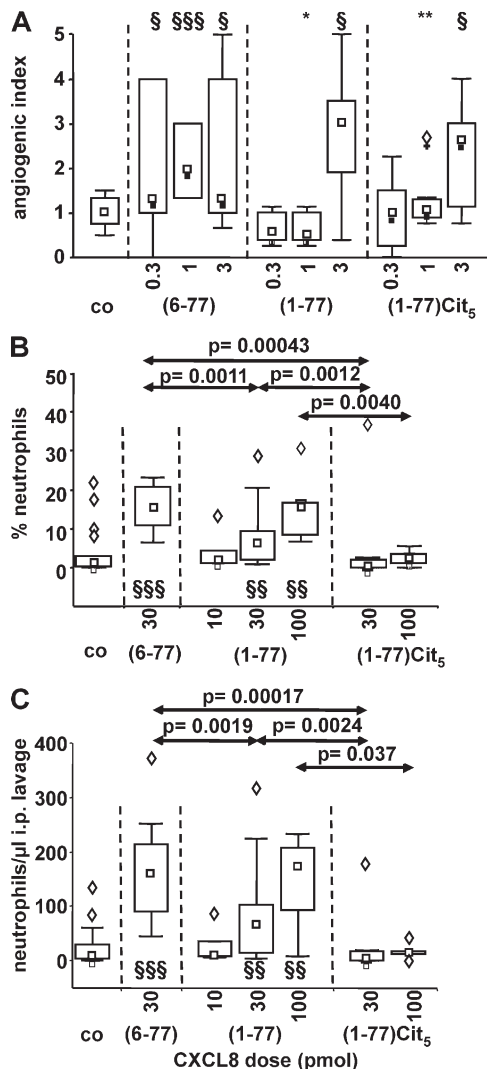 A
§ §§§ § * § ** §
angiogenic index
5
4
3
2
1
0
0.3 1 3 0.3 1 3 0.3 1 3
co (6-77) (1-77) (1-77)Cit5
B
p= 0.00043
p= 0.0011 p= 0.0012
p= 0.0040
% neutrophils
50
40
30
20
10
0
§§§ §§ §§
30 10 30 100 30 100
co (6-77) (1-77) (1-77)Cit5
C
p= 0.00017
p= 0.0019 p= 0.0024
p= 0.037
neutrophils/µl i.p. lavage
400
300
200
100
0
§§§ §§ §§
30 10 30 100 30 100
co (6-77) (1-77) (1-77)Cit5
CXCL8 dose (pmol)